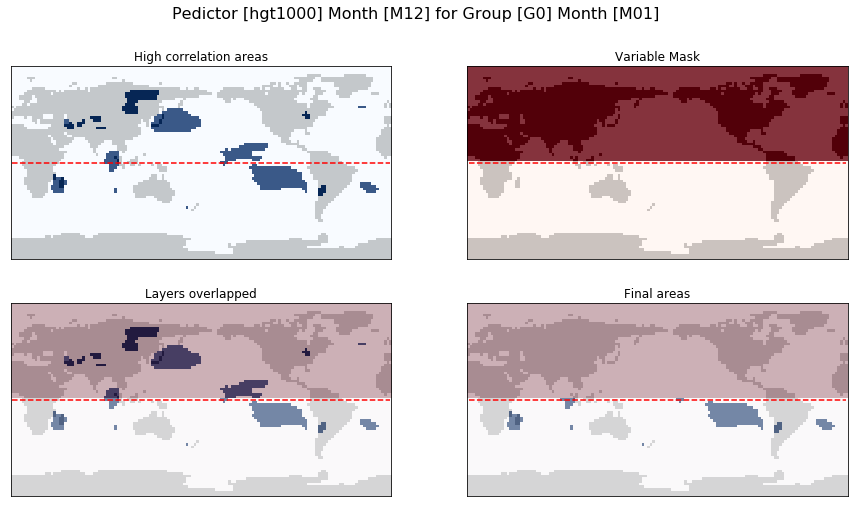 Pedictor [hgt1000] Month [M12] for Group [G0] Month [M01]
High correlation areas
Variable Mask
Layers overlapped
Final areas